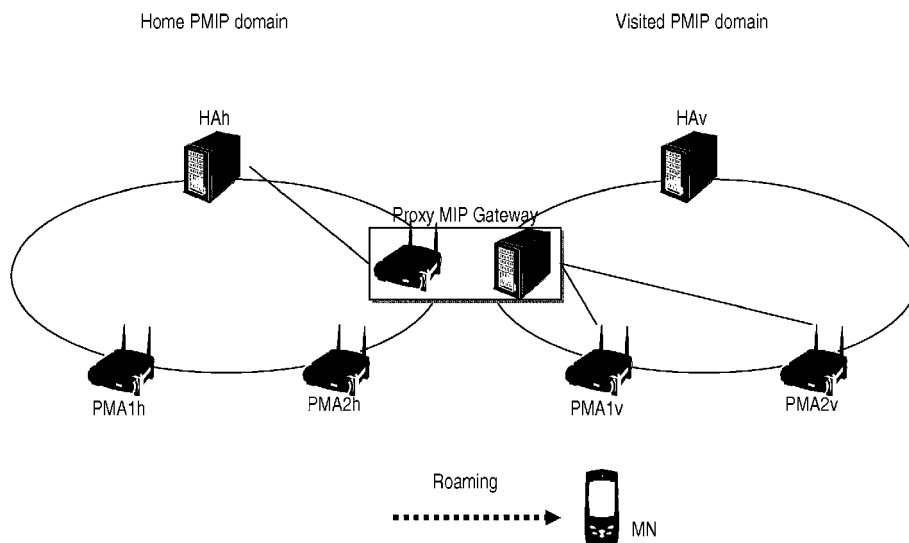 Home PMIP domain
Visited PMIP domain
HAh
HAv
Proxy MIP Gateway
PMA1h
PMA2h
PMA1v
PMA2v
Roaming
MN